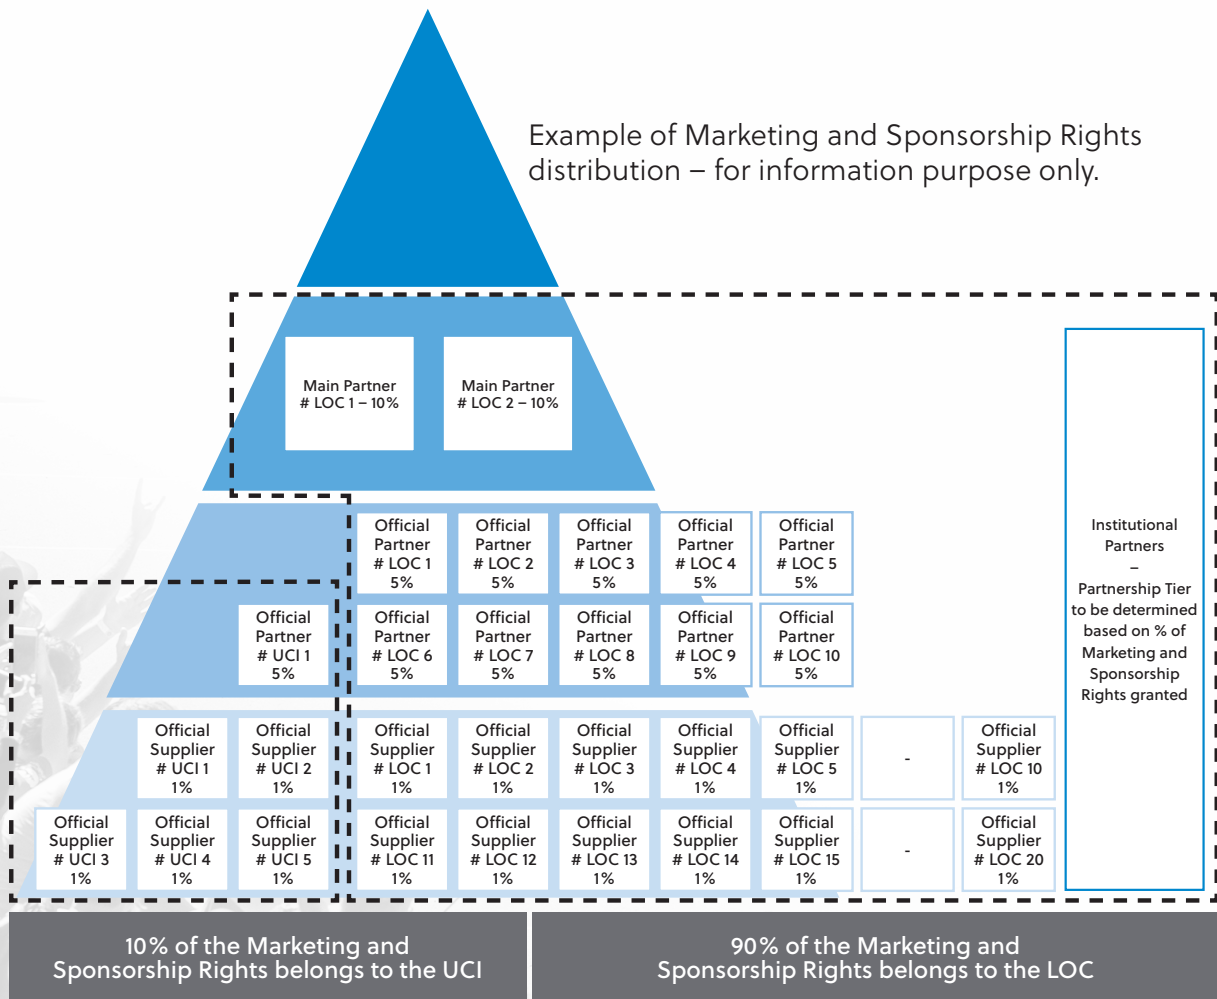 Example of Marketing and Sponsorship Rights
distribution – for information purpose only.
Main Partner
# LOC 1 – 10%
Main Partner
# LOC 2 – 10%
Official
Partner
# LOC 1
5%
Official
Partner
# LOC 2
5%
Official
Partner
# LOC 3
5%
Official
Partner
# LOC 4
5%
Official
Partner
# LOC 5
5%
Official
Partner
# UCI 1
5%
Official
Partner
# LOC 6
5%
Official
Partner
# LOC 7
5%
Official
Partner
# LOC 8
5%
Official
Partner
# LOC 9
5%
Official
Partner
# LOC 10
5%
Official
Supplier
# UCI 1
1%
Official
Supplier
# UCI 2
1%
Official
Supplier
# LOC 1
1%
Official
Supplier
# LOC 2
1%
Official
Supplier
# LOC 3
1%
Official
Supplier
# LOC 4
1%
Official
Supplier
# LOC 5
1%
-
Official
Supplier
# LOC 10
1%
Official
Supplier
# UCI 3
1%
Official
Supplier
# UCI 4
1%
Official
Supplier
# UCI 5
1%
Official
Supplier
# LOC 11
1%
Official
Supplier
# LOC 12
1%
Official
Supplier
# LOC 13
1%
Official
Supplier
# LOC 14
1%
Official
Supplier
# LOC 15
1%
-
Official
Supplier
# LOC 20
1%
Institutional
Partners
–
Partnership Tier
to be determined
based on % of
Marketing and
Sponsorship
Rights granted
10% of the Marketing and
Sponsorship Rights belongs to the UCI
90% of the Marketing and
Sponsorship Rights belongs to the LOC